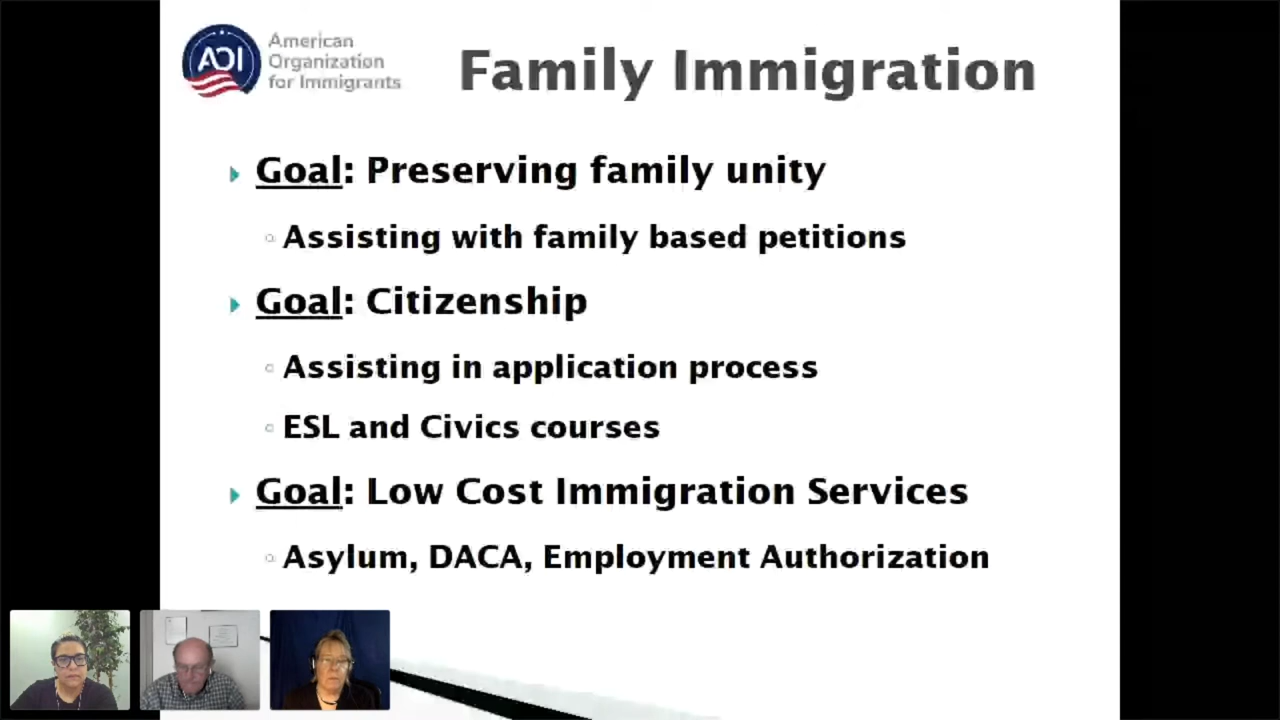 AOI
American
Organization
for Immigrants
Family Immigration
Goal: Preserving family unity
Assisting with family based petitions
Goal: Citizenship
Assisting in application process
ESL and Civics courses
Goal: Low Cost Immigration Services
Asylum, DACA, Employment Authorization